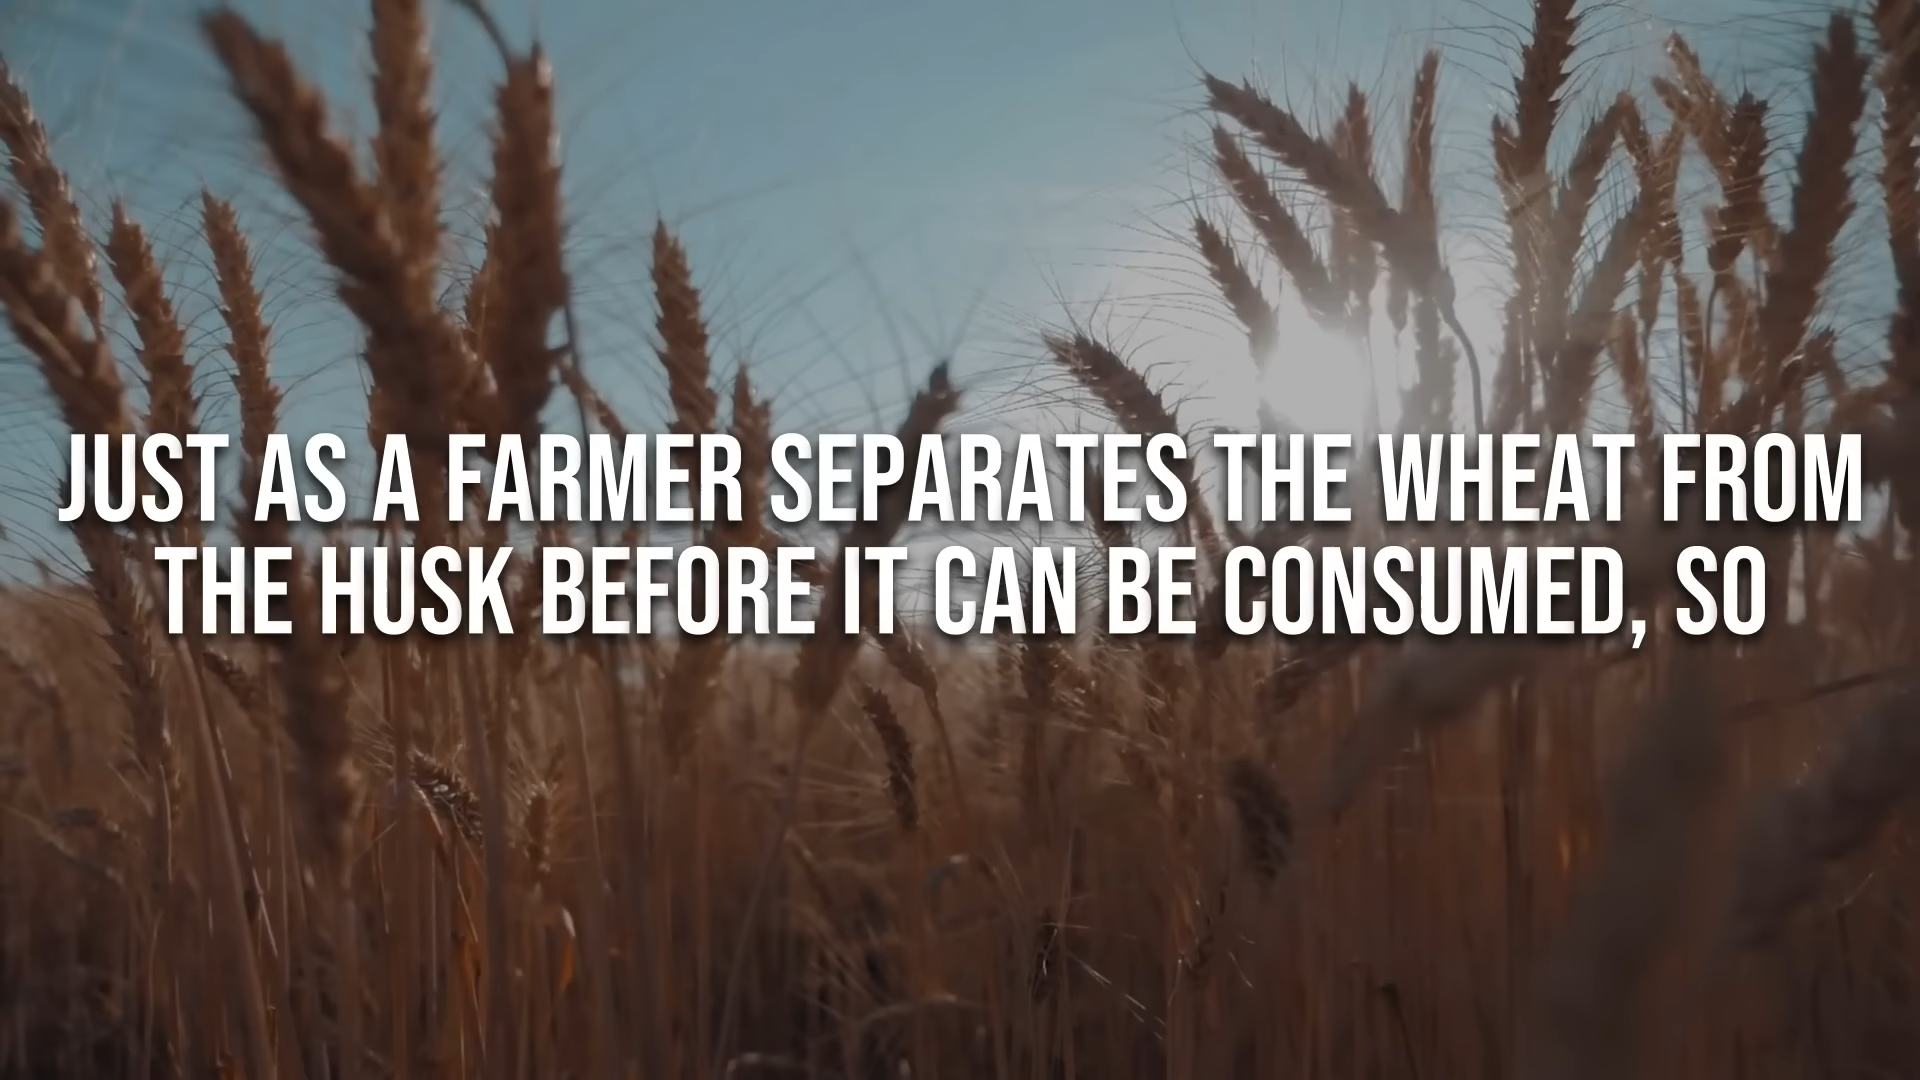 JUST AS A FARMER SEPARATES THE WHEAT FROM
THE HUSK BEFORE IT CAN BE CONSUMED, SO